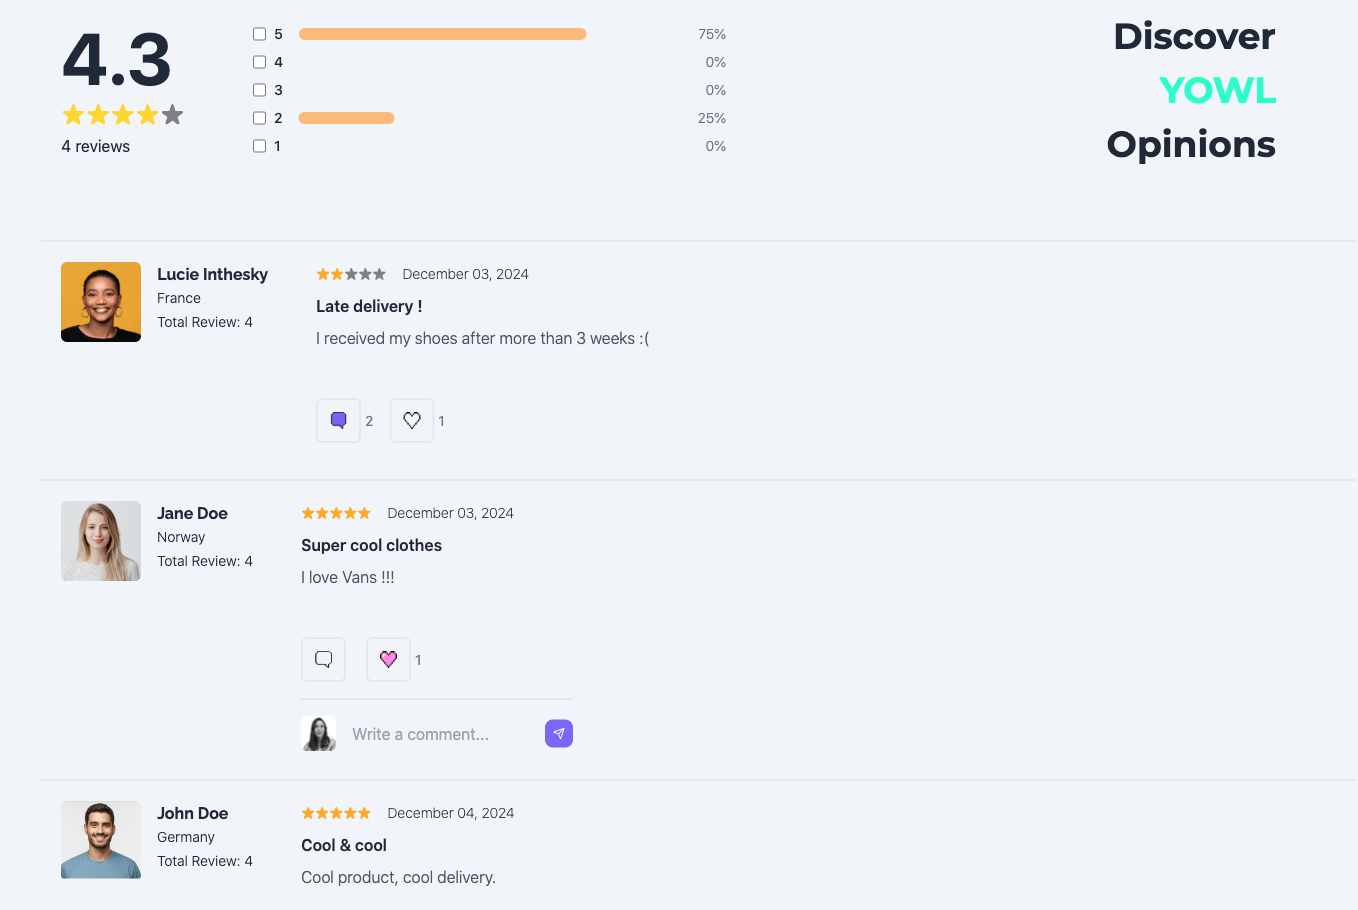 4.3
4 reviews
5 75%
4 0%
3 0%
2 25%
1 0%
Discover
YOWL
Opinions
Lucie Inthesky
France
Total Review: 4
December 03, 2024
Late delivery !
I received my shoes after more than 3 weeks :(
2 1
Jane Doe
Norway
Total Review: 4
December 03, 2024
Super cool clothes
I love Vans !!!
1
Write a comment...
John Doe
Germany
Total Review: 4
December 04, 2024
Cool & cool
Cool product, cool delivery.